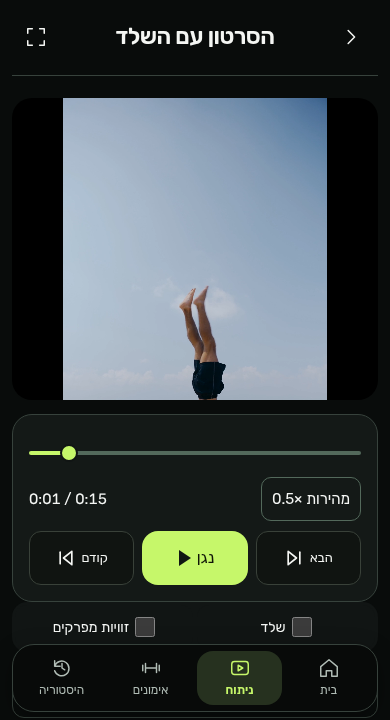 הסרטון עם השלד
0:01 / 0:15
מהירות ×0.5
הבא
נגן
קודם
שלד
זוויות מפרקים
בית
ניתוח
אימונים
היסטוריה